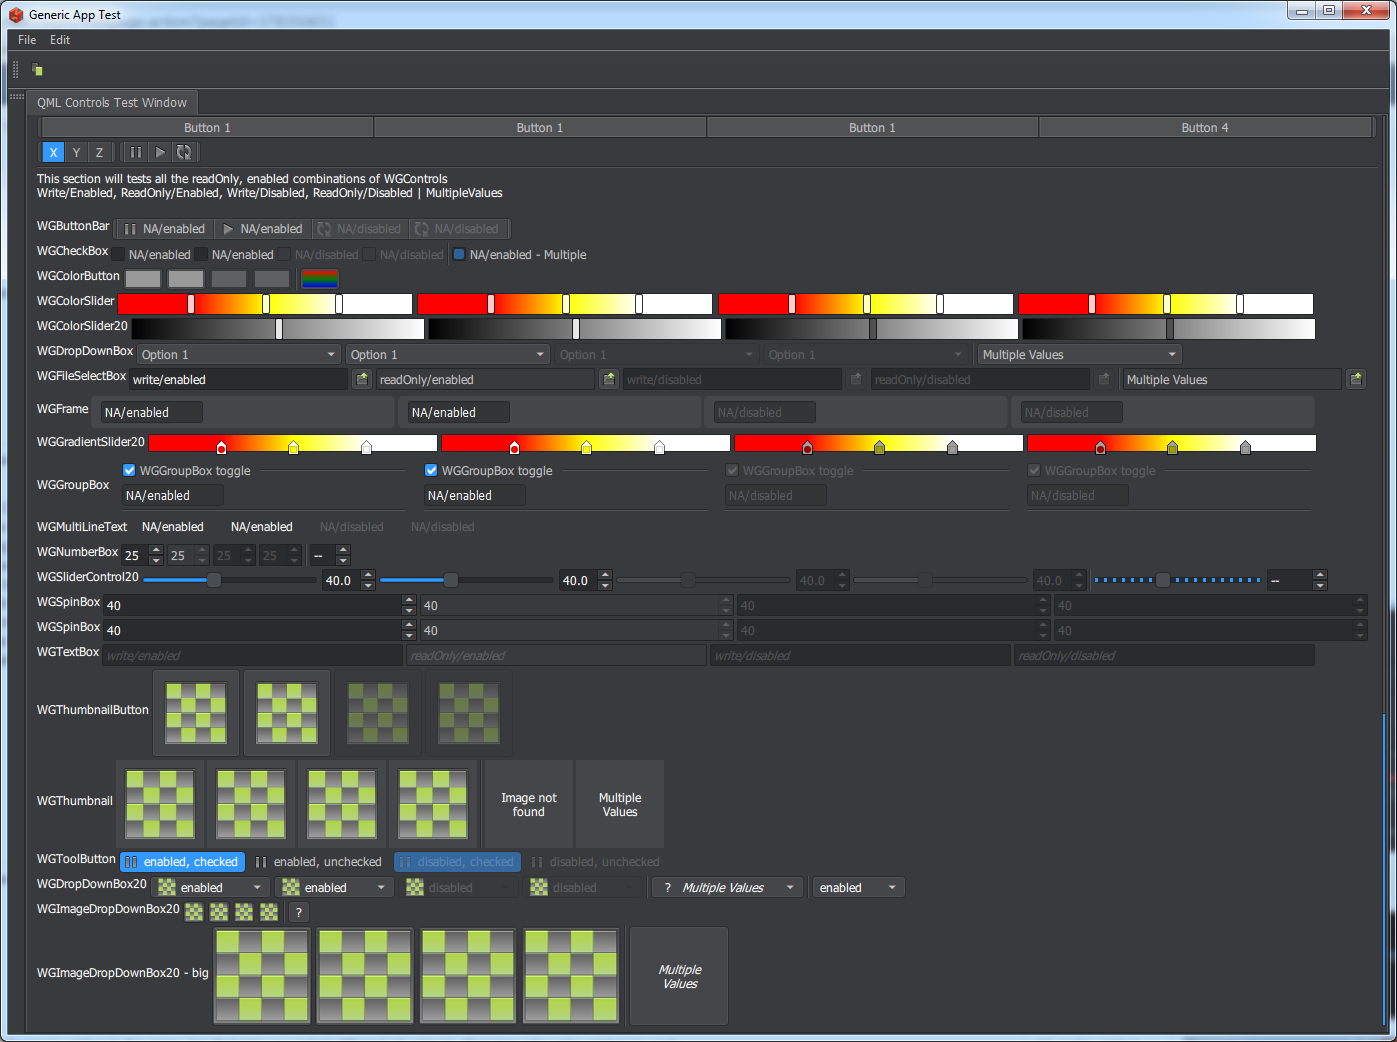 Generic App Test
File Edit
QML Controls Test Window
Button 1 Button 1 Button 1 Button 4
X Y Z
This section will tests all the readOnly, enabled combinations of WGControls
Write/Enabled, ReadOnly/Enabled, Write/Disabled, ReadOnly/Disabled | MultipleValues
WGButtonBar NA/enabled NA/enabled NA/disabled NA/disabled
WGCheckBox NA/enabled NA/enabled NA/disabled NA/disabled NA/enabled - Multiple
WGColorButton
WGColorSlider
WGColorSlider20
WGDropDownBox Option 1 Option 1 Option 1 Option 1 Multiple Values
WGFileSelectBox write/enabled readOnly/enabled write/disabled readOnly/disabled Multiple Values
WGFrame NA/enabled NA/enabled NA/disabled NA/disabled
WGGradientSlider20
WGGroupBox toggle WGGroupBox toggle WGGroupBox toggle WGGroupBox toggle
WGGroupBox
NA/enabled NA/enabled NA/disabled NA/disabled
WGMultiLineText NA/enabled NA/enabled NA/disabled NA/disabled
WGNumberBox 25 25 25 25 --
WGSliderControl20 40.0 40.0 40.0 40.0 --
WGSpinBox 40 40 40 40
WGSpinBox 40 40 40 40
WGTextBox write/enabled readOnly/enabled write/disabled readOnly/disabled
WGThumbnailButton
WGThumbnail
Image not found
Multiple Values
WGToolButton enabled, checked enabled, unchecked disabled, checked disabled, unchecked
WGDropDownBox20 enabled enabled disabled disabled ? Multiple Values enabled
WGImageDropDownBox20 ?
WGImageDropDownBox20 - big
Multiple Values